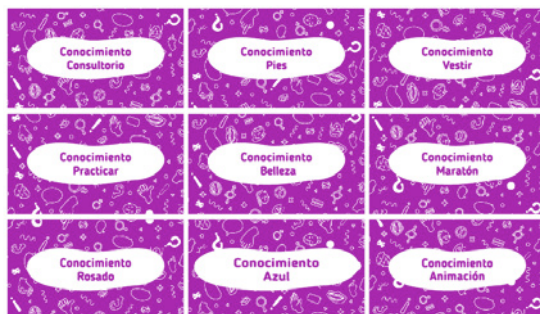 Conocimiento
Consultorio
Conocimiento
Pies
Conocimiento
Vestir
Conocimiento
Practicar
Conocimiento
Belleza
Conocimiento
Maratón
Conocimiento
Rosado
Conocimiento
Azul
Conocimiento
Animación